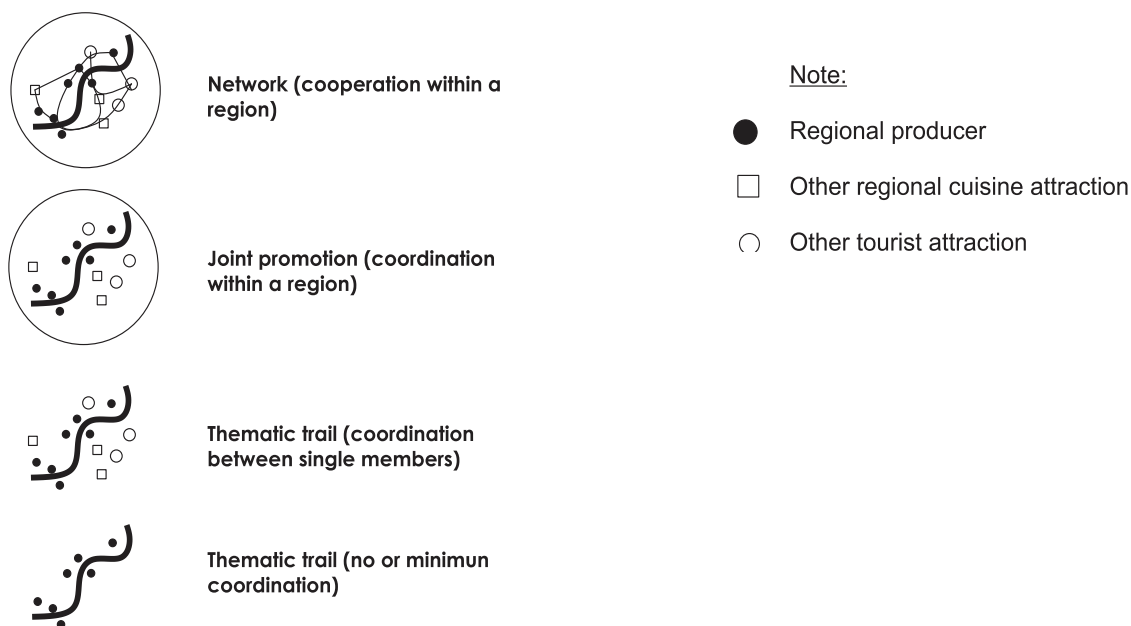 Network (cooperation within a
region)
Joint promotion (coordination
within a region)
Thematic trail (coordination
between single members)
Thematic trail (no or minimun
coordination)
Note:
Regional producer
Other regional cuisine attraction
Other tourist attraction